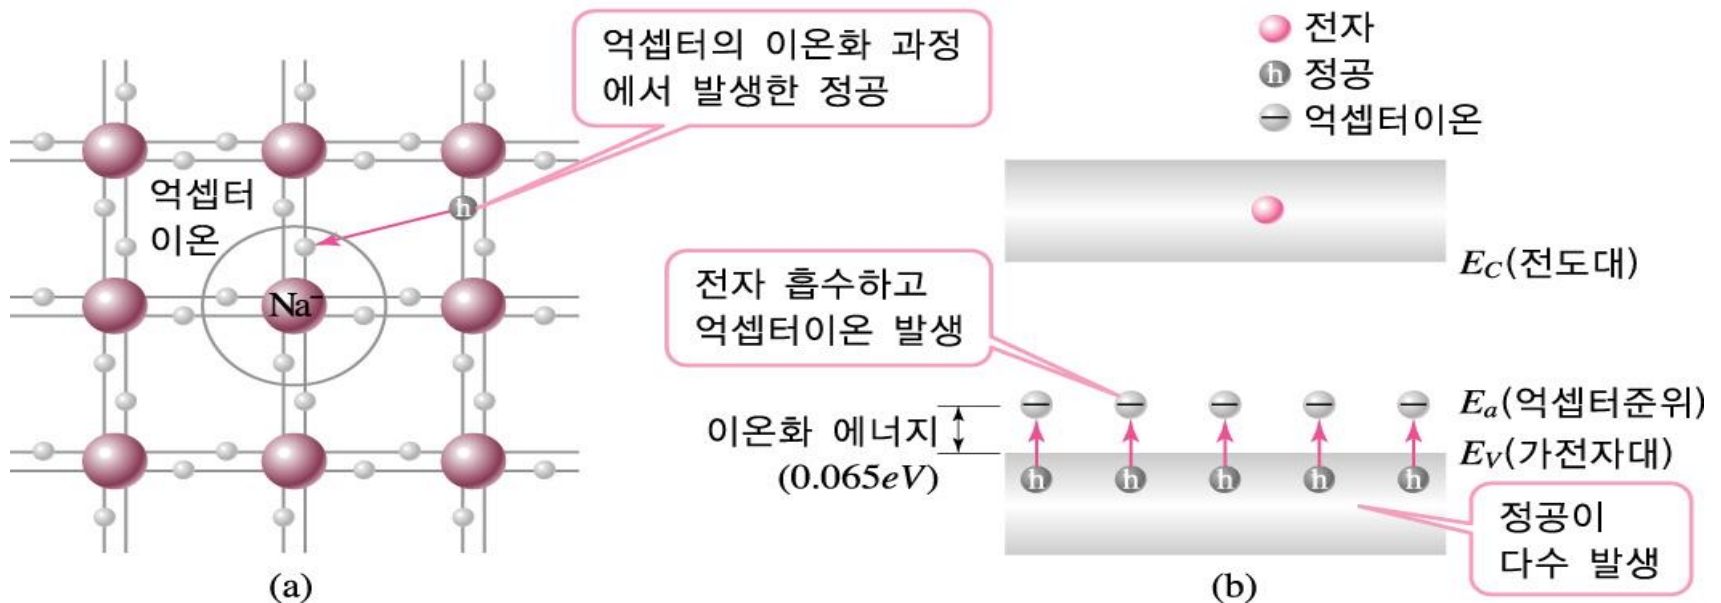 억셉터의 이온화 과정
에서 발생한 정공
억셉터
이온
h
Na⁻
(a)
전자
h 정공
억셉터이온
E_C(전도대)
전자 흡수하고
억셉터이온 발생
E_a(억셉터준위)
이온화 에너지
(0.065eV)
E_V(가전자대)
h h h h h
정공이
다수 발생
(b)